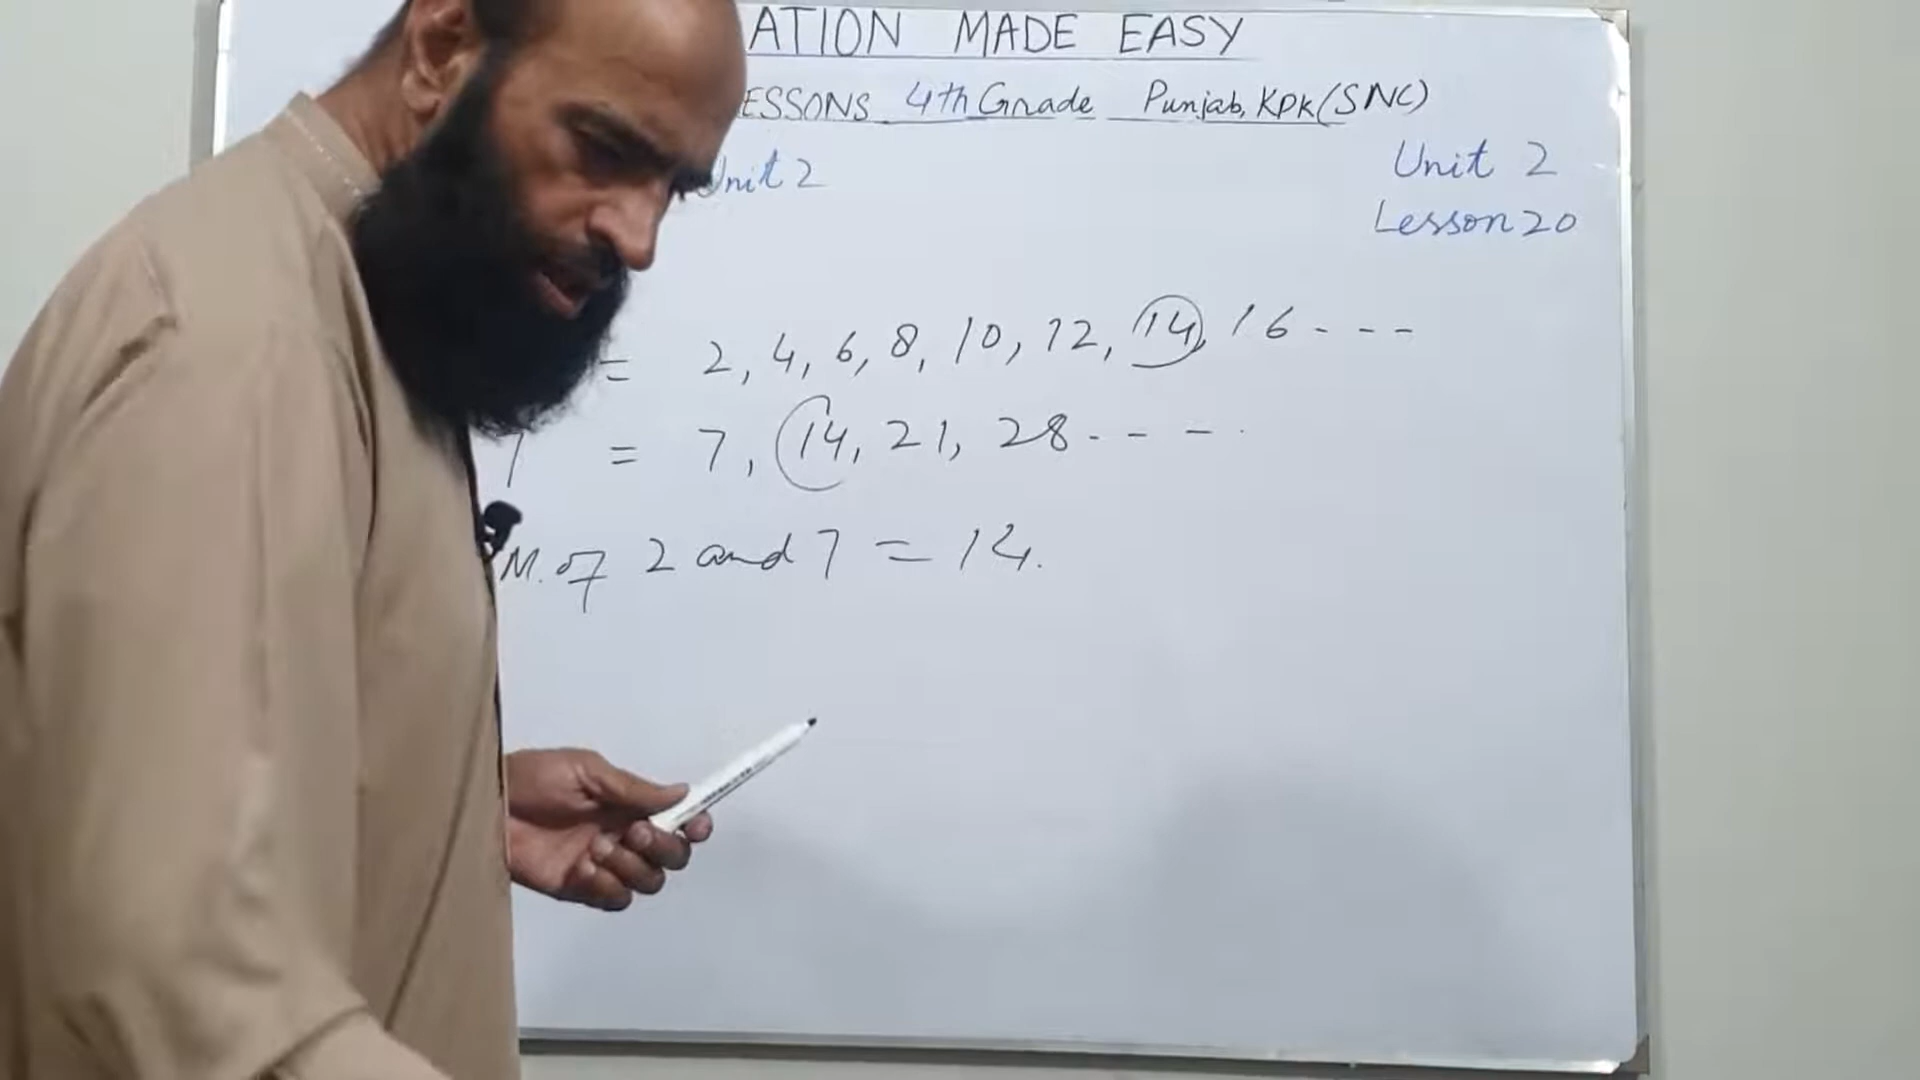 ATION MADE EASY
ESSONS 4th Grade Punjab, KPK (SNC)
Unit 2
Unit 2
Lesson 20
= 2, 4, 6, 8, 10, 12, 14, 16 - - -
7 = 7, 14, 21, 28 - - - .
M. of 2 and 7 = 14.